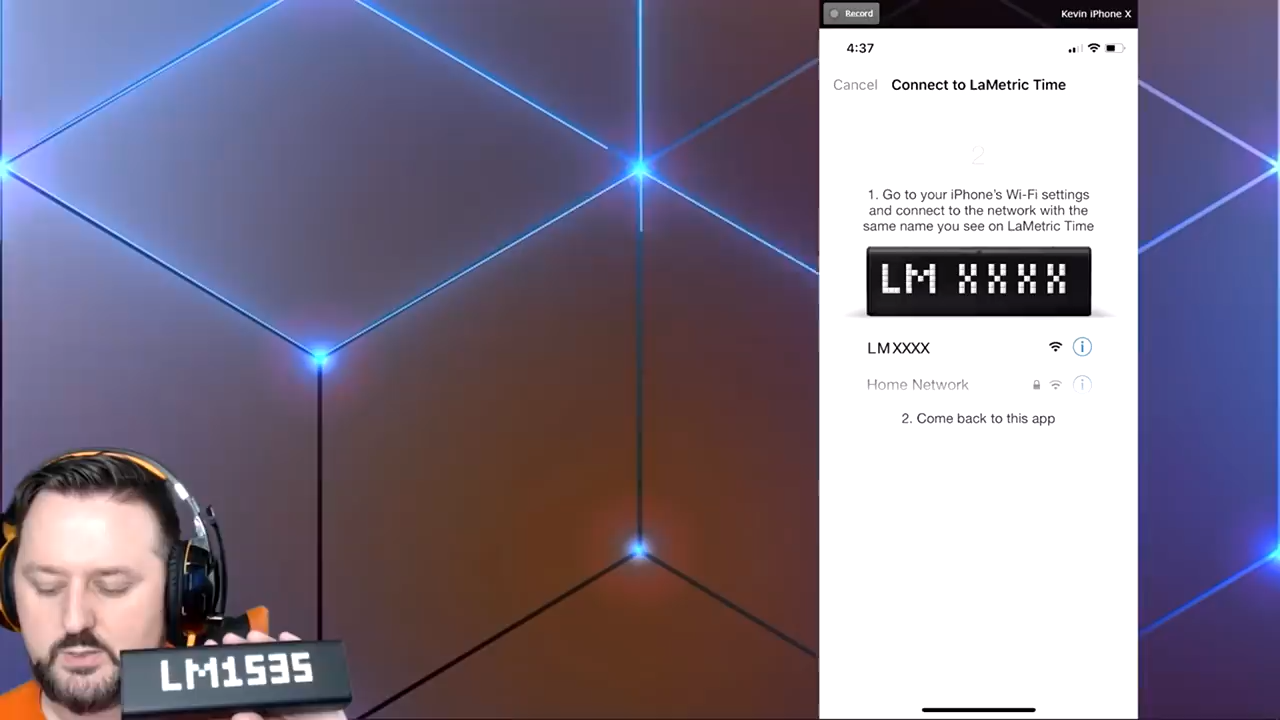 Record
Kevin iPhone X
4:37
Cancel
Connect to LaMetric Time
2
1. Go to your iPhone's Wi-Fi settings
and connect to the network with the
same name you see on LaMetric Time
LM XXXX
LMXXXX
Home Network
2. Come back to this app
LM1535